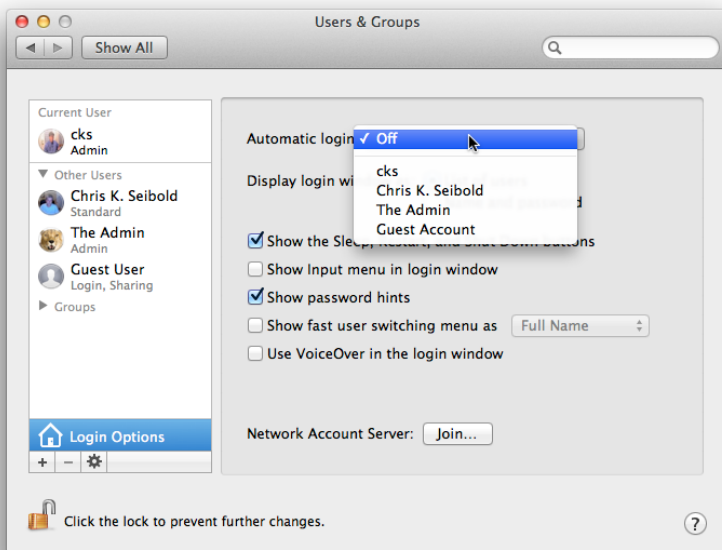 Users & Groups
Show All
Current User
cks
Admin
Other Users
Chris K. Seibold
Standard
The Admin
Admin
Guest User
Login, Sharing
Groups
Login Options
+ −
Automatic login
✓ Off
cks
Chris K. Seibold
The Admin
Guest Account
Display login wi
Show the Sleep, Restart, and Shut Down buttons
Show Input menu in login window
Show password hints
Show fast user switching menu as Full Name
Use VoiceOver in the login window
Network Account Server: Join...
Click the lock to prevent further changes.
?